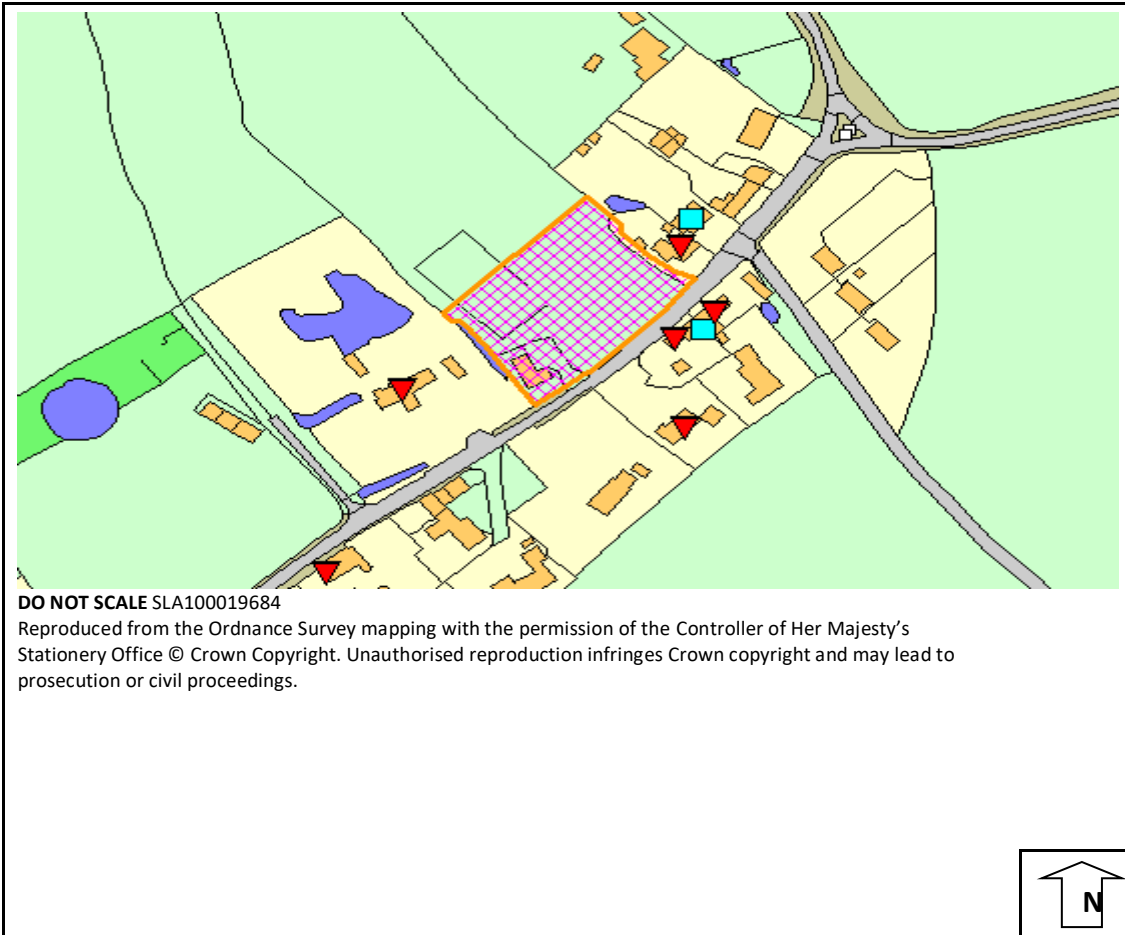 DO NOT SCALE SLA100019684
Reproduced from the Ordnance Survey mapping with the permission of the Controller of Her Majesty’s
Stationery Office © Crown Copyright. Unauthorised reproduction infringes Crown copyright and may lead to
prosecution or civil proceedings.
N